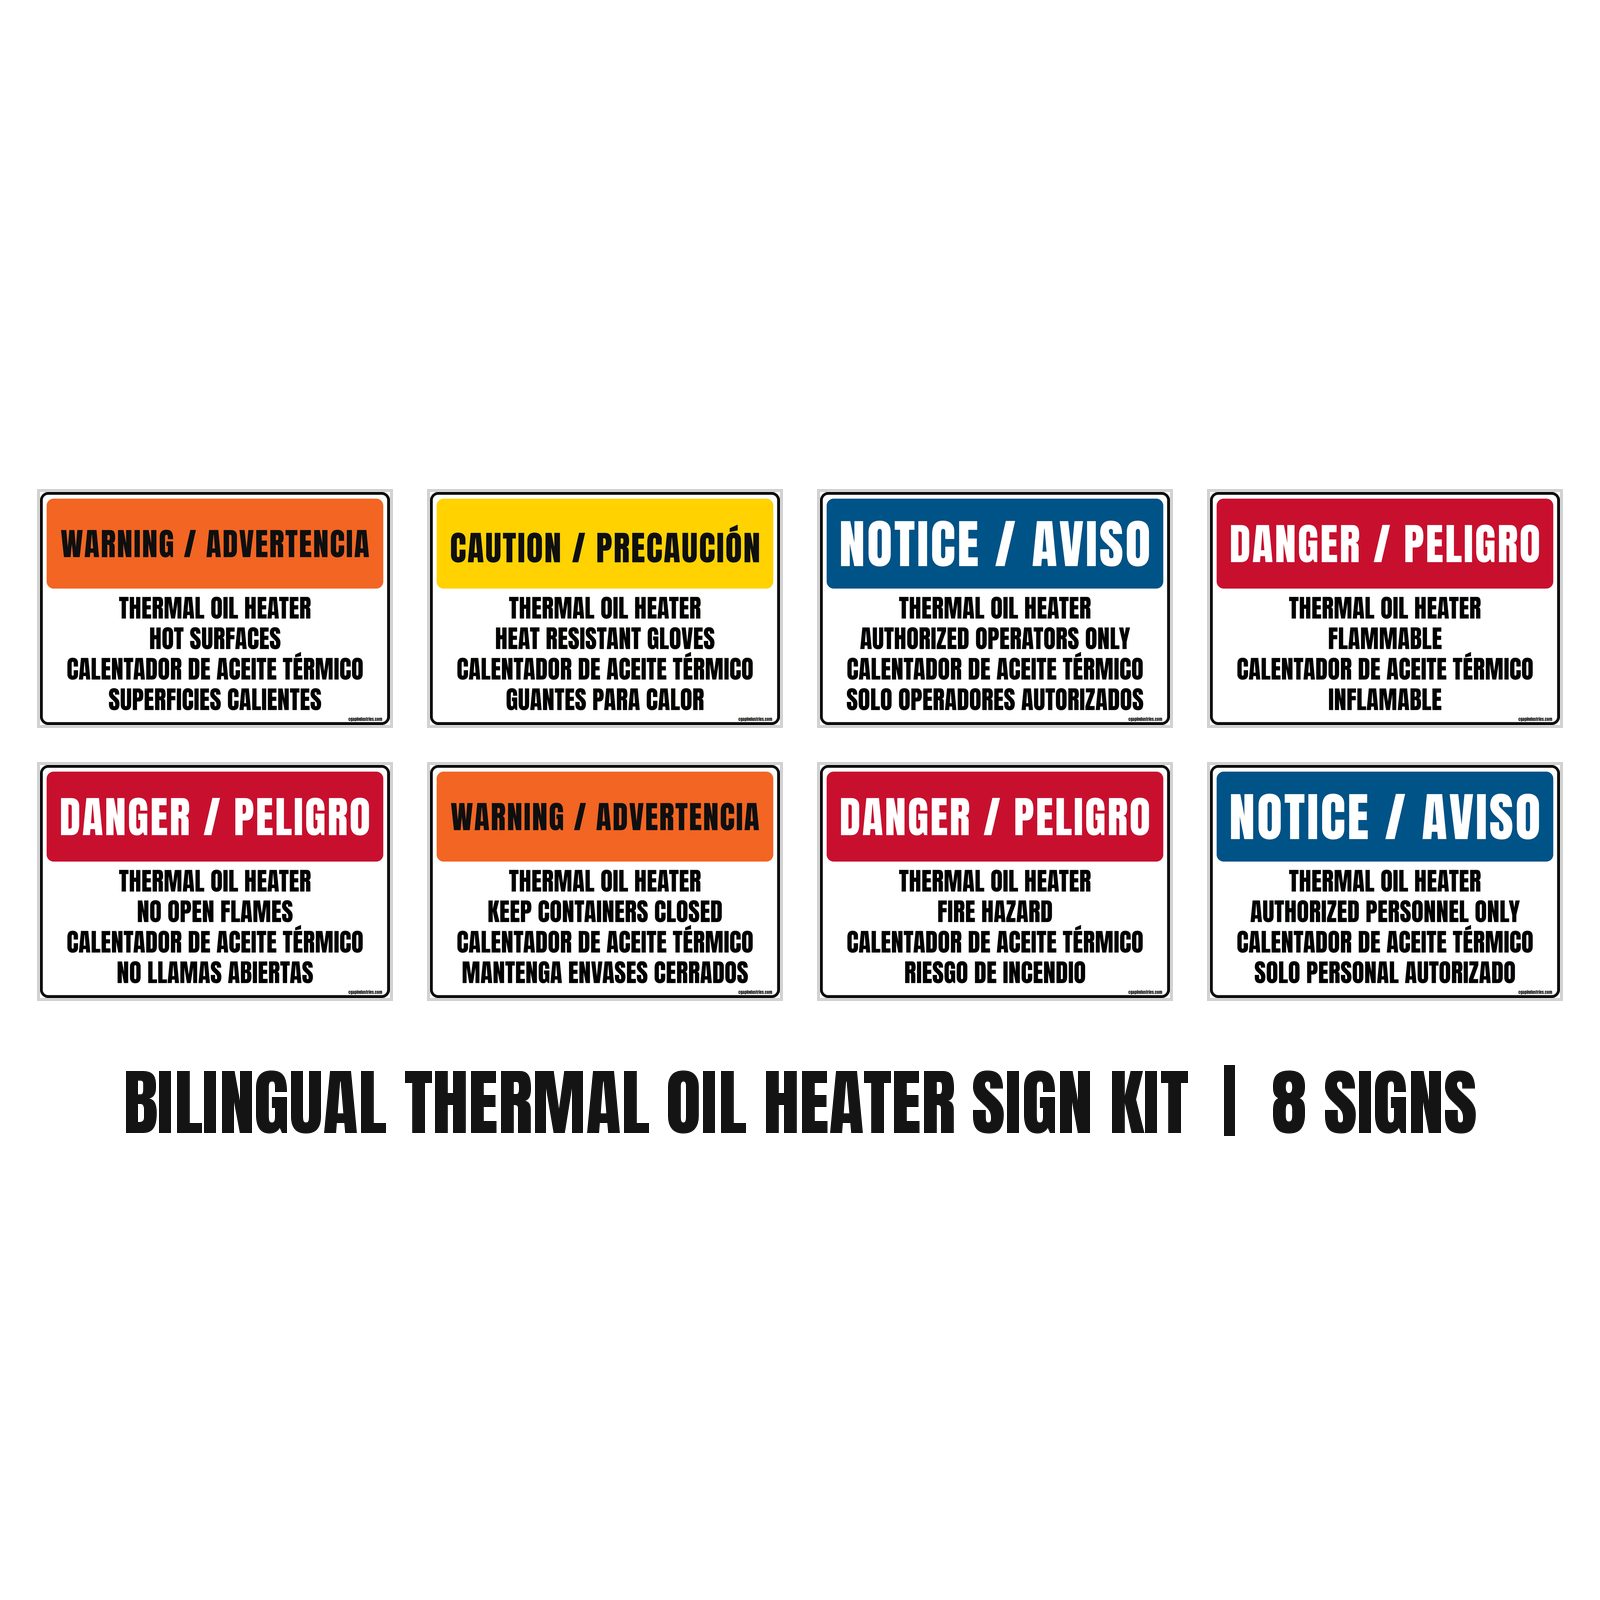 WARNING / ADVERTENCIA
THERMAL OIL HEATER
HOT SURFACES
CALENTADOR DE ACEITE TÉRMICO
SUPERFICIES CALIENTES
CAUTION / PRECAUCIÓN
THERMAL OIL HEATER
HEAT RESISTANT GLOVES
CALENTADOR DE ACEITE TÉRMICO
GUANTES PARA CALOR
NOTICE / AVISO
THERMAL OIL HEATER
AUTHORIZED OPERATORS ONLY
CALENTADOR DE ACEITE TÉRMICO
SOLO OPERADORES AUTORIZADOS
DANGER / PELIGRO
THERMAL OIL HEATER
FLAMMABLE
CALENTADOR DE ACEITE TÉRMICO
INFLAMABLE
DANGER / PELIGRO
THERMAL OIL HEATER
NO OPEN FLAMES
CALENTADOR DE ACEITE TÉRMICO
NO LLAMAS ABIERTAS
WARNING / ADVERTENCIA
THERMAL OIL HEATER
KEEP CONTAINERS CLOSED
CALENTADOR DE ACEITE TÉRMICO
MANTENGA ENVASES CERRADOS
DANGER / PELIGRO
THERMAL OIL HEATER
FIRE HAZARD
CALENTADOR DE ACEITE TÉRMICO
RIESGO DE INCENDIO
NOTICE / AVISO
THERMAL OIL HEATER
AUTHORIZED PERSONNEL ONLY
CALENTADOR DE ACEITE TÉRMICO
SOLO PERSONAL AUTORIZADO
BILINGUAL THERMAL OIL HEATER SIGN KIT | 8 SIGNS